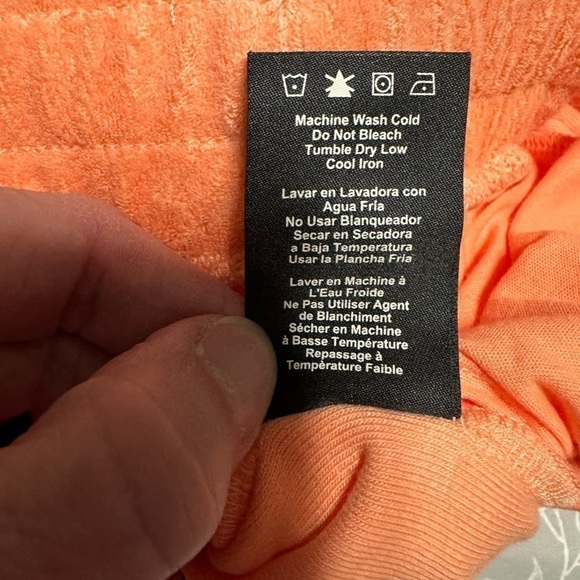 Machine Wash Cold
Do Not Bleach
Tumble Dry Low
Cool Iron
Lavar en Lavadora con
Agua Fría
No Usar Blanqueador
Secar en Secadora
a Baja Temperatura
Usar la Plancha Fria
Laver en Machine à
L'Eau Froide
Ne Pas Utiliser Agent
de Blanchiment
Sécher en Machine
à Basse Température
Repassage à
Tempèrature Faible